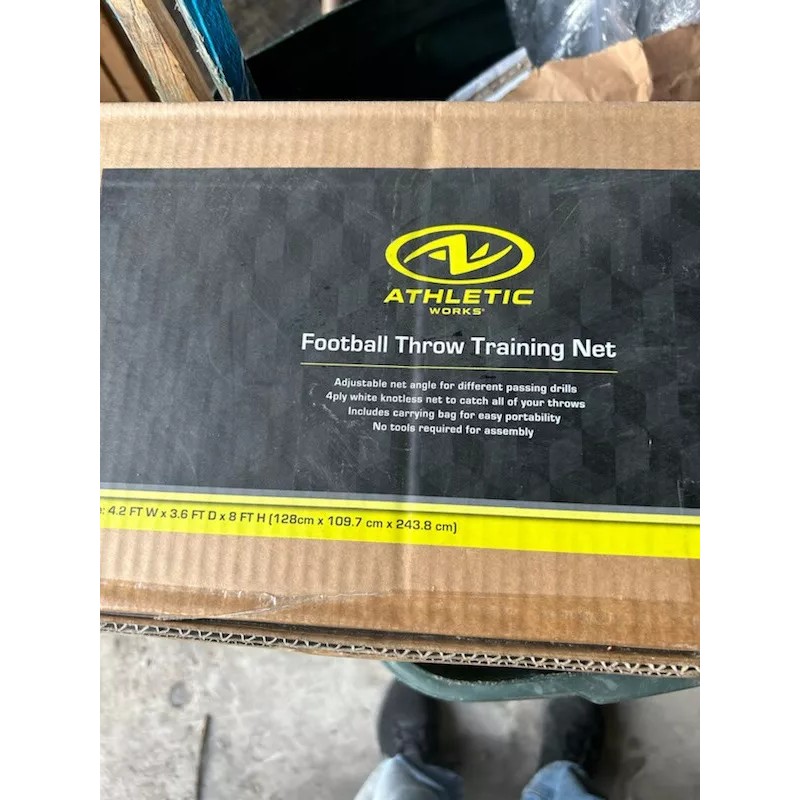 ATHLETIC
WORKS
Football Throw Training Net
Adjustable net angle for different passing drills
4ply white knotless net to catch all of your throws
Includes carrying bag for easy portability
No tools required for assembly
: 4.2 FT W x 3.6 FT D x 8 FT H (128cm x 109.7 cm x 243.8 cm)